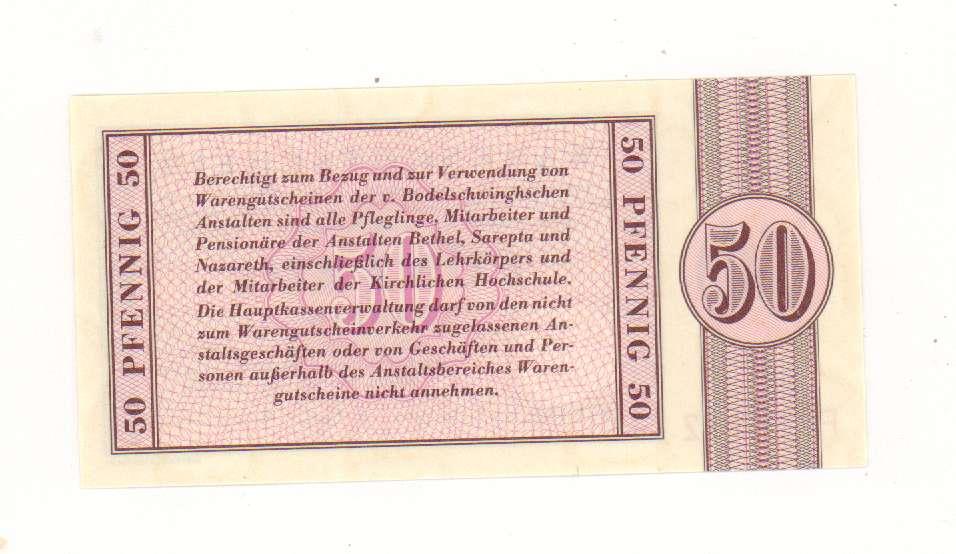 50 PFENNIG 50
Berechtigt zum Bezug und zur Verwendung von
Warengutscheinen der v. Bodelschwinghschen
Anstalten sind alle Pfleglinge, Mitarbeiter und
Pensionäre der Anstalten Bethel, Sarepta und
Nazareth, einschließlich des Lehrkörpers und
der Mitarbeiter der Kirchlichen Hochschule.
Die Hauptkassenverwaltung darf von den nicht
zum Warengutscheinverkehr zugelassenen An-
staltsgeschäften oder von Geschäften und Per-
sonen außerhalb des Anstaltsbereiches Waren-
gutscheine nicht annehmen.
50
50 PFENNIG 50
50